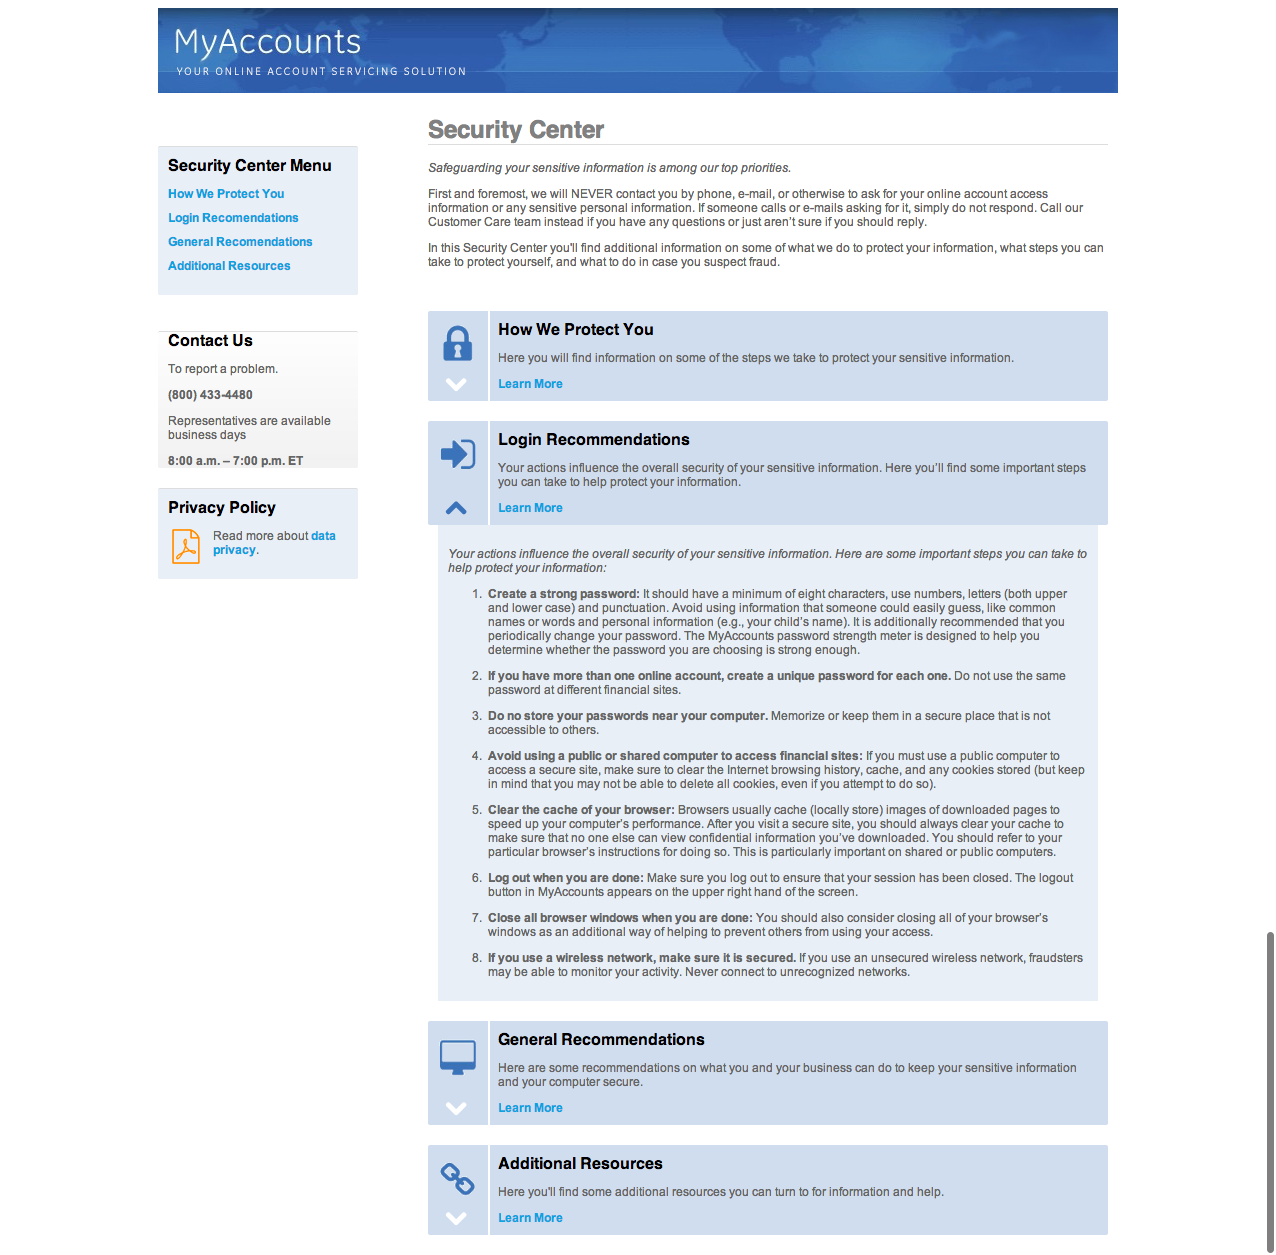 MyAccounts
YOUR ONLINE ACCOUNT SERVICING SOLUTION
Security Center Menu
How We Protect You
Login Recomendations
General Recomendations
Additional Resources
Contact Us
To report a problem.
(800) 433-4480
Representatives are available
business days
8:00 a.m. – 7:00 p.m. ET
Privacy Policy
Read more about data
privacy.
Security Center
Safeguarding your sensitive information is among our top priorities.
First and foremost, we will NEVER contact you by phone, e-mail, or otherwise to ask for your online account access
information or any sensitive personal information. If someone calls or e-mails asking for it, simply do not respond. Call our
Customer Care team instead if you have any questions or just aren't sure if you should reply.
In this Security Center you'll find additional information on some of what we do to protect your information, what steps you can
take to protect yourself, and what to do in case you suspect fraud.
How We Protect You
Here you will find information on some of the steps we take to protect your sensitive information.
Learn More
Login Recommendations
Your actions influence the overall security of your sensitive information. Here you'll find some important steps
you can take to help protect your information.
Learn More
Your actions influence the overall security of your sensitive information. Here are some important steps you can take to
help protect your information:
1. Create a strong password: It should have a minimum of eight characters, use numbers, letters (both upper
and lower case) and punctuation. Avoid using information that someone could easily guess, like common
names or words and personal information (e.g., your child's name). It is additionally recommended that you
periodically change your password. The MyAccounts password strength meter is designed to help you
determine whether the password you are choosing is strong enough.
2. If you have more than one online account, create a unique password for each one. Do not use the same
password at different financial sites.
3. Do no store your passwords near your computer. Memorize or keep them in a secure place that is not
accessible to others.
4. Avoid using a public or shared computer to access financial sites: If you must use a public computer to
access a secure site, make sure to clear the Internet browsing history, cache, and any cookies stored (but keep
in mind that you may not be able to delete all cookies, even if you attempt to do so).
5. Clear the cache of your browser: Browsers usually cache (locally store) images of downloaded pages to
speed up your computer's performance. After you visit a secure site, you should always clear your cache to
make sure that no one else can view confidential information you've downloaded. You should refer to your
particular browser's instructions for doing so. This is particularly important on shared or public computers.
6. Log out when you are done: Make sure you log out to ensure that your session has been closed. The logout
button in MyAccounts appears on the upper right hand of the screen.
7. Close all browser windows when you are done: You should also consider closing all of your browser's
windows as an additional way of helping to prevent others from using your access.
8. If you use a wireless network, make sure it is secured. If you use an unsecured wireless network, fraudsters
may be able to monitor your activity. Never connect to unrecognized networks.
General Recommendations
Here are some recommendations on what you and your business can do to keep your sensitive information
and your computer secure.
Learn More
Additional Resources
Here you'll find some additional resources you can turn to for information and help.
Learn More